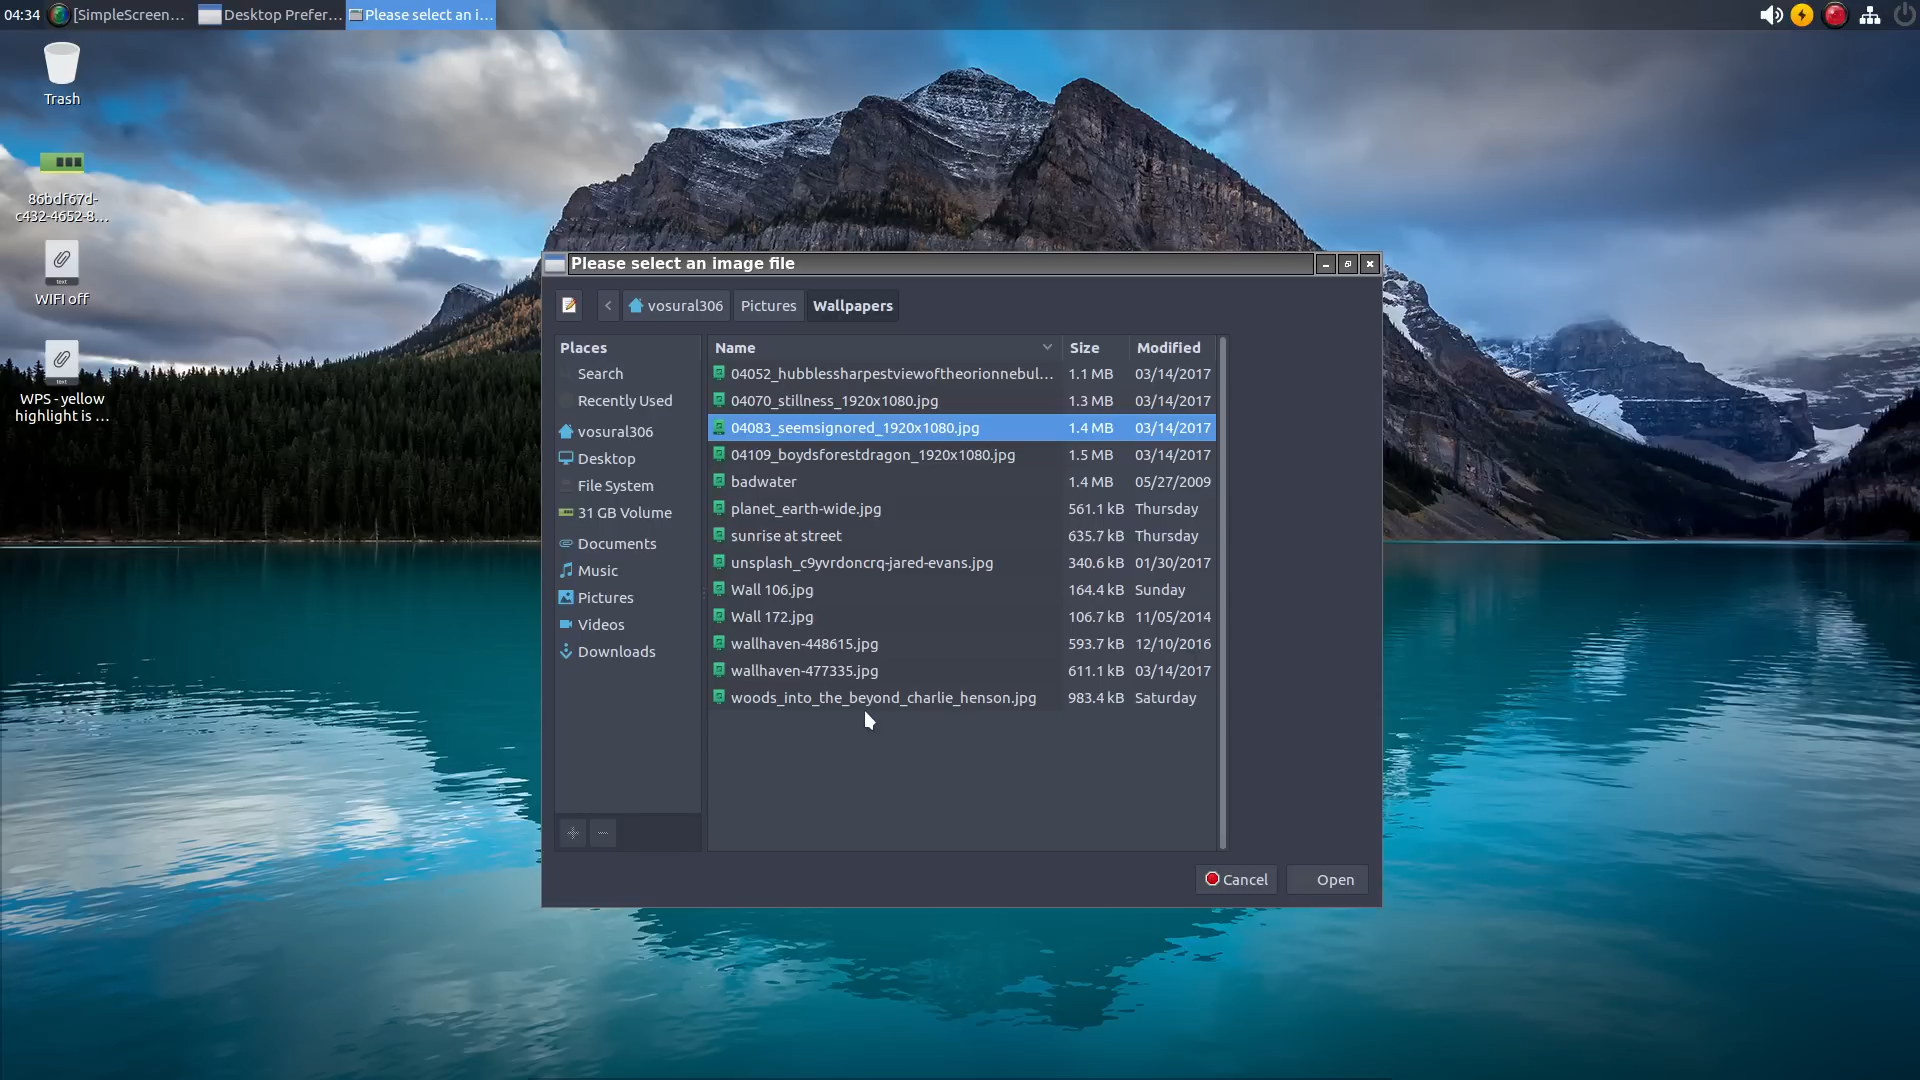 04:34 [SimpleScreen... Desktop Prefer... Please select an i...
Trash
86bdf67d-
c432-4652-8...
WIFI off
WPS - yellow
highlight is ...
Please select an image file
vosural306 Pictures Wallpapers
Places
Search
Recently Used
vosural306
Desktop
File System
31 GB Volume
Documents
Music
Pictures
Videos
Downloads
Name Size Modified
04052_hubblessharpestviewoftheorionnebul... 1.1 MB 03/14/2017
04070_stillness_1920x1080.jpg 1.3 MB 03/14/2017
04083_seemsignored_1920x1080.jpg 1.4 MB 03/14/2017
04109_boydsforestdragon_1920x1080.jpg 1.5 MB 03/14/2017
badwater 1.4 MB 05/27/2009
planet_earth-wide.jpg 561.1 kB Thursday
sunrise at street 635.7 kB Thursday
unsplash_c9yvrdoncrq-jared-evans.jpg 340.6 kB 01/30/2017
Wall 106.jpg 164.4 kB Sunday
Wall 172.jpg 106.7 kB 11/05/2014
wallhaven-448615.jpg 593.7 kB 12/10/2016
wallhaven-477335.jpg 611.1 kB 03/14/2017
woods_into_the_beyond_charlie_henson.jpg 983.4 kB Saturday
Cancel Open